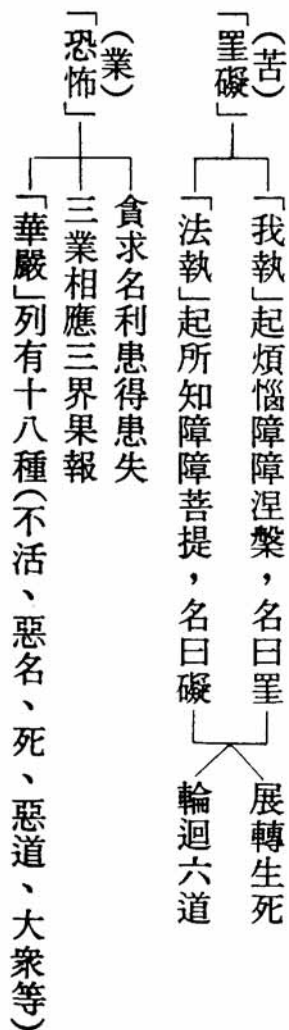 （苦）
「罣礙」
「我執」起煩惱障障涅槃，名曰罣
「法執」起所知障障菩提，名曰礙
展轉生死
輪迴六道
（業）
「恐怖」
貪求名利患得患失
三業相應三界果報
「華嚴」列有十八種（不活、惡名、死、惡道、大衆等）